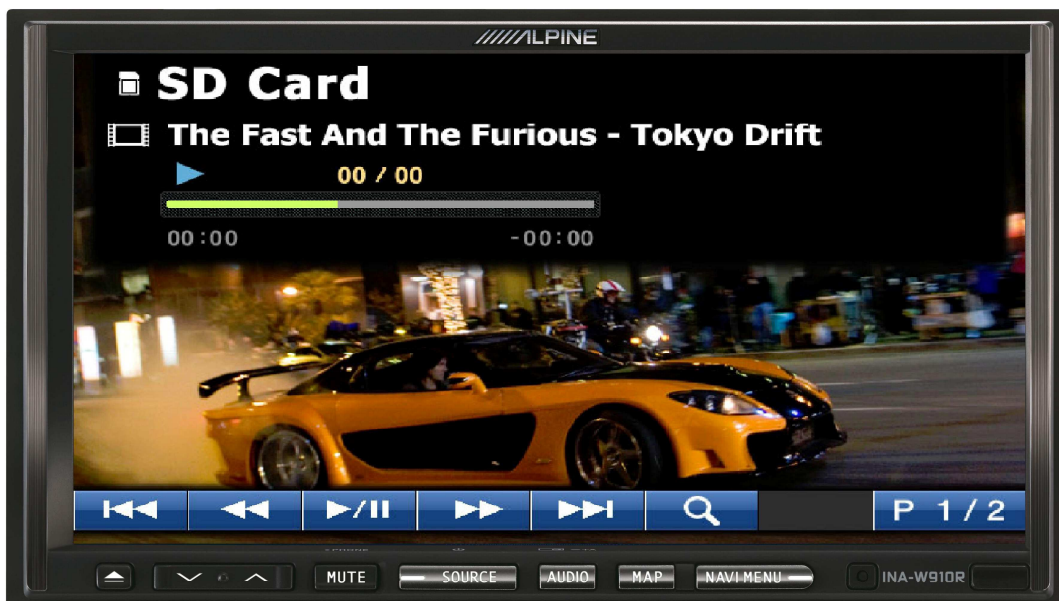 ALPINE
SD Card
The Fast And The Furious - Tokyo Drift
00 / 00
00:00 -00:00
P 1/2
MUTE SOURCE AUDIO MAP NAVI MENU INA-W910R